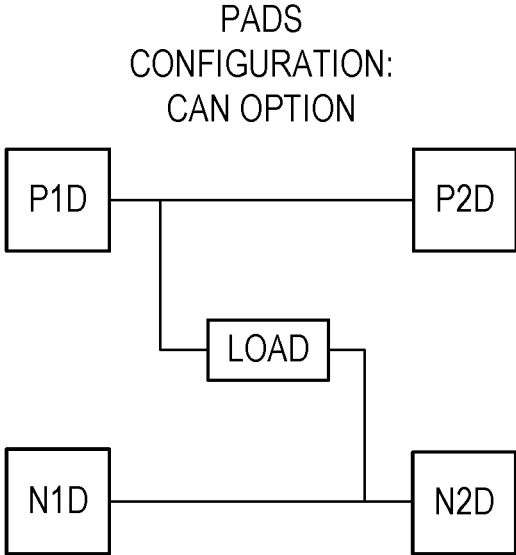 PADS
CONFIGURATION:
CAN OPTION
P1D
P2D
LOAD
N1D
N2D